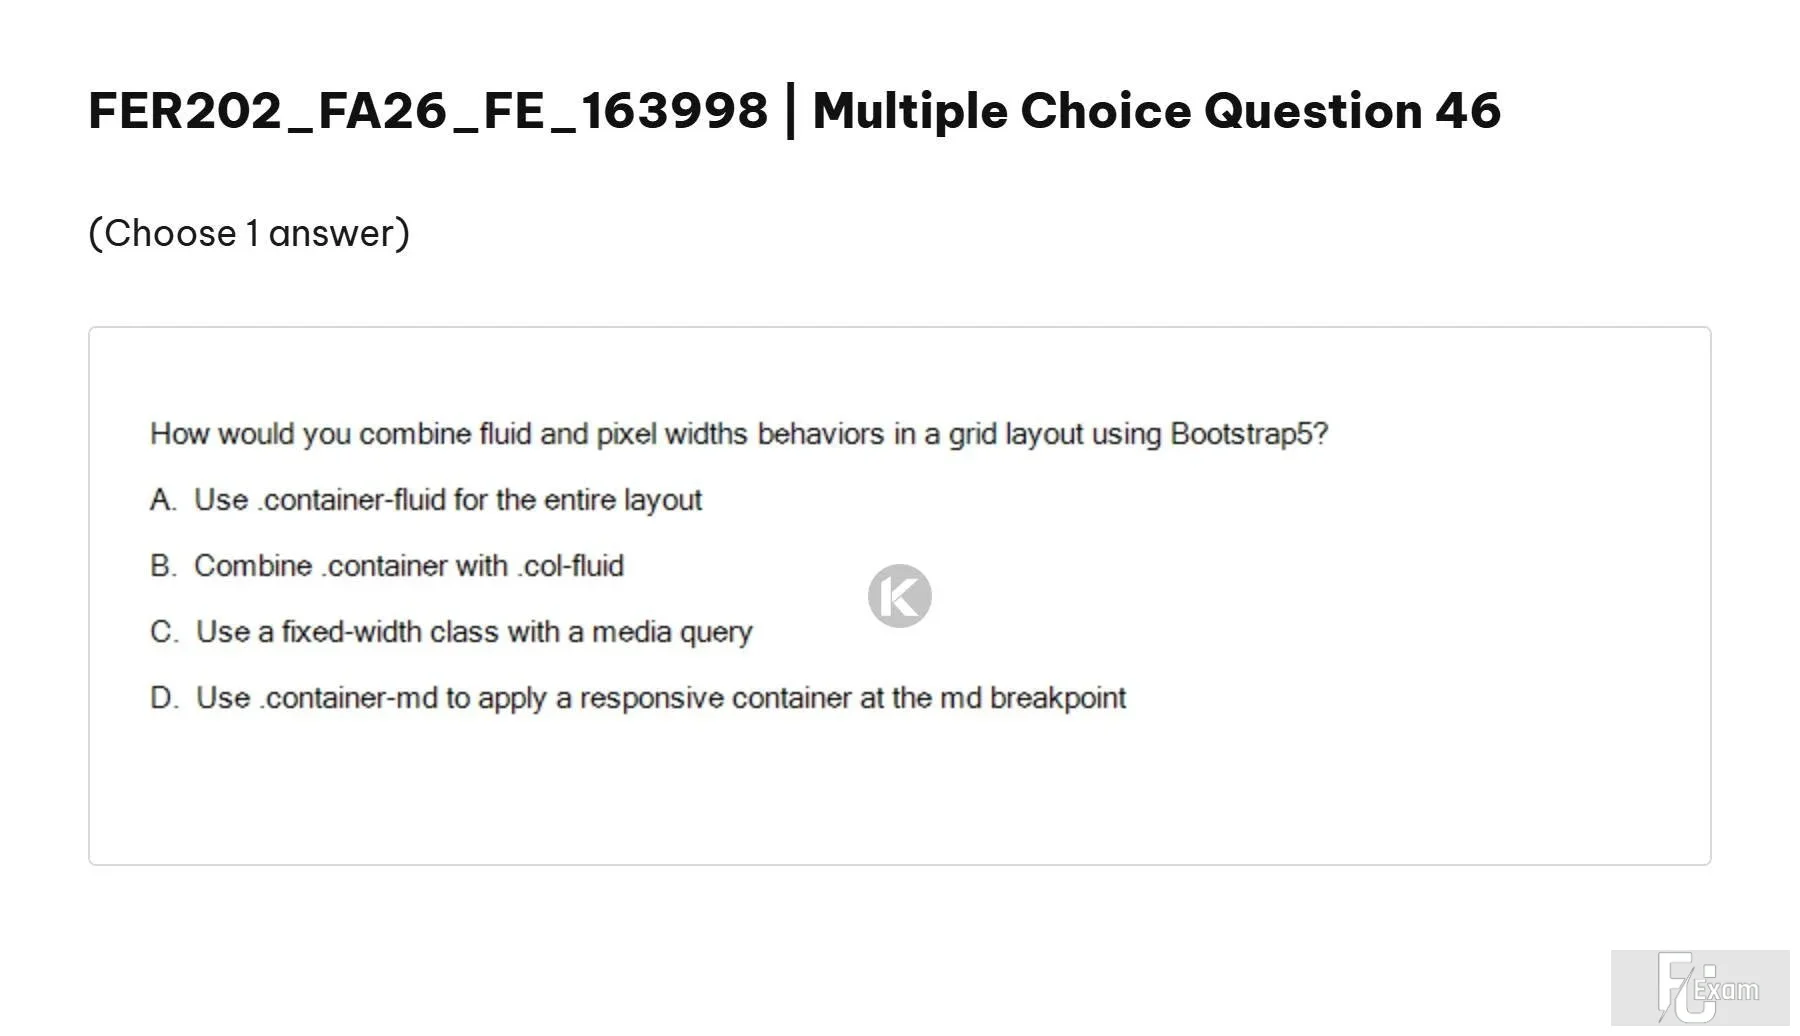 FER202_FA26_FE_163998 | Multiple Choice Question 46
(Choose 1 answer)
How would you combine fluid and pixel widths behaviors in a grid layout using Bootstrap5?
A. Use .container-fluid for the entire layout
B. Combine .container with .col-fluid
K
C. Use a fixed-width class with a media query
D. Use .container-md to apply a responsive container at the md breakpoint
FU Exam